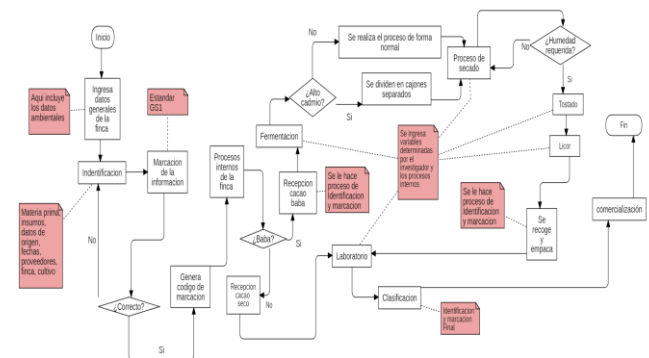 Inicio
Ingresa
datos
generales
de la
finca
Aqui incluye
los datos
ambientales
Indentificacion
Materia prima,
insumos,
datos de
origen,
fechas,
proveedores,
finca, cultivo
No
¿Correcto?
Si
Estandar
GS1
Marcacion
de la
informacion
Genera
codigo de
marcacion
Procesos
internos
de la
finca
¿Baba?
Si
No
Recepcion
cacao
seco
Recepcion
cacao
baba
Se le hace
proceso de
Identificacion
y marcacion
Fermentacion
¿Alto
cadmio?
No
Si
Se realiza el proceso de forma
normal
Se dividen en cajones
separados
Proceso de
secado
¿Humedad
requerida?
No
Si
Tostado
Licor
Se ingresa
variables
determinadas
por el
investigador y
los procesos
internos
Se le hace
proceso de
Identificacion
y marcacion
Se
recoge
y
empaca
Laboratorio
Clasificacion
Identificacion
y marcacion
Final
comercialización
Fin